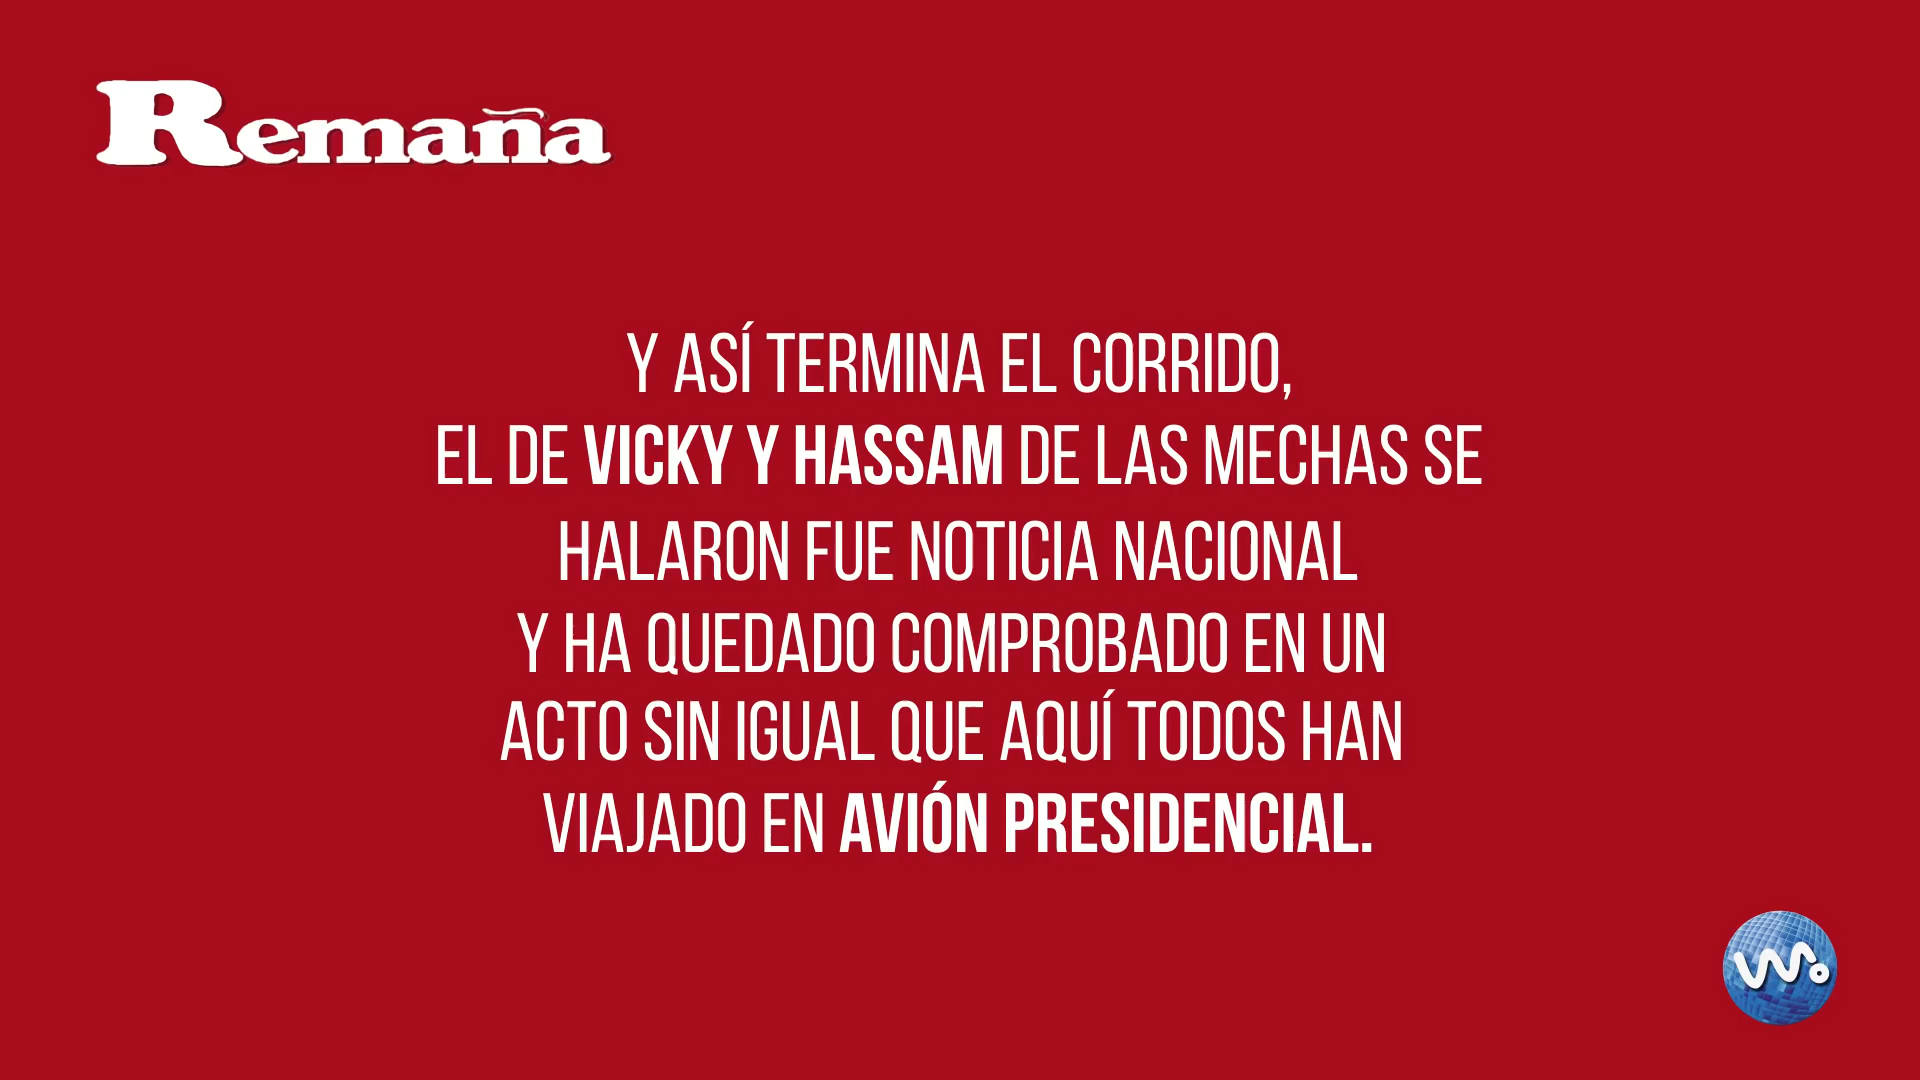 Remaña
Y ASÍ TERMINA EL CORRIDO,
EL DE VICKY Y HASSAM DE LAS MECHAS SE
HALARON FUE NOTICIA NACIONAL
Y HA QUEDADO COMPROBADO EN UN
ACTO SIN IGUAL QUE AQUÍ TODOS HAN
VIAJADO EN AVIÓN PRESIDENCIAL.
W